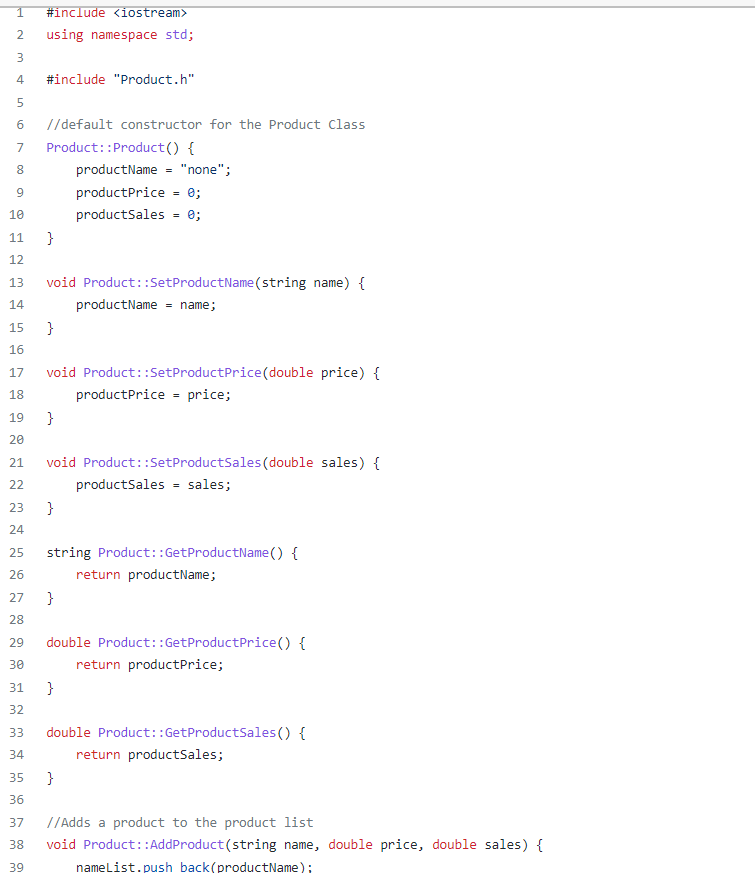 1 #include <iostream>
2 using namespace std;
3
4 #include "Product.h"
5
6 //default constructor for the Product Class
7 Product::Product() {
8     productName = "none";
9     productPrice = 0;
10     productSales = 0;
11 }
12
13 void Product::SetProductName(string name) {
14     productName = name;
15 }
16
17 void Product::SetProductPrice(double price) {
18     productPrice = price;
19 }
20
21 void Product::SetProductSales(double sales) {
22     productSales = sales;
23 }
24
25 string Product::GetProductName() {
26     return productName;
27 }
28
29 double Product::GetProductPrice() {
30     return productPrice;
31 }
32
33 double Product::GetProductSales() {
34     return productSales;
35 }
36
37 //Adds a product to the product list
38 void Product::AddProduct(string name, double price, double sales) {
39     nameList.push_back(productName);